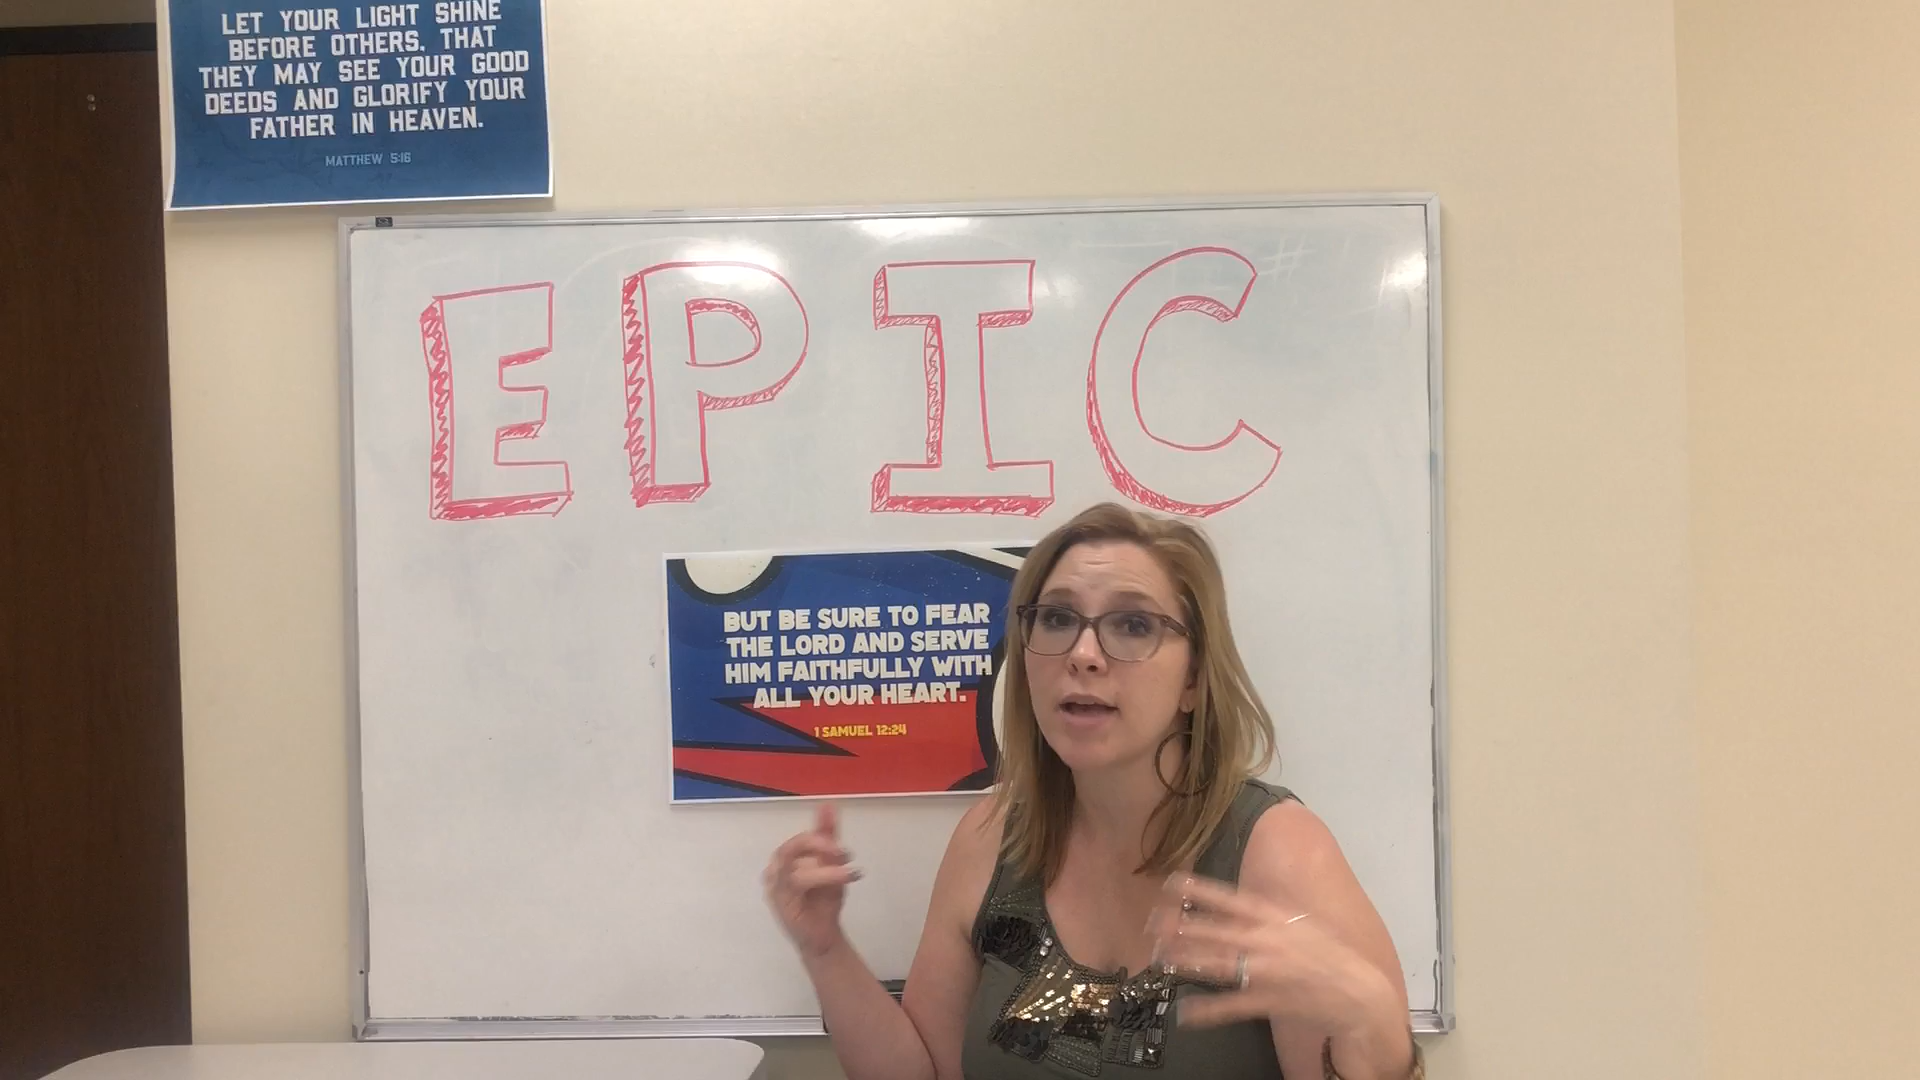 LET YOUR LIGHT SHINE
BEFORE OTHERS, THAT
THEY MAY SEE YOUR GOOD
DEEDS AND GLORIFY YOUR
FATHER IN HEAVEN.
MATTHEW 5:16
EPIC
BUT BE SURE TO FEAR
THE LORD AND SERVE
HIM FAITHFULLY WITH
ALL YOUR HEART.
1 SAMUEL 12:24